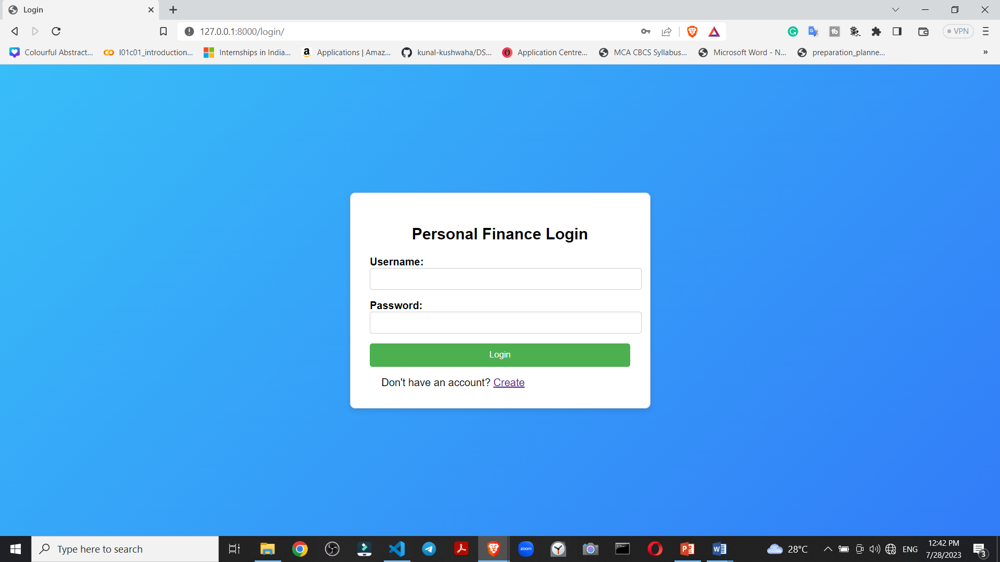 Login
127.0.0.1:8000/login/
VPN
Colourful Abstract...
l01c01_introduction...
Internships in India...
Applications | Amaz...
kunal-kushwaha/DS...
Application Centre...
MCA CBCS Syllabus...
Microsoft Word - N...
preparation_planne...
»
Personal Finance Login
Username:
Password:
Login
Don't have an account? Create
Type here to search
zoom
28°C
ENG
12:42 PM
7/28/2023
3